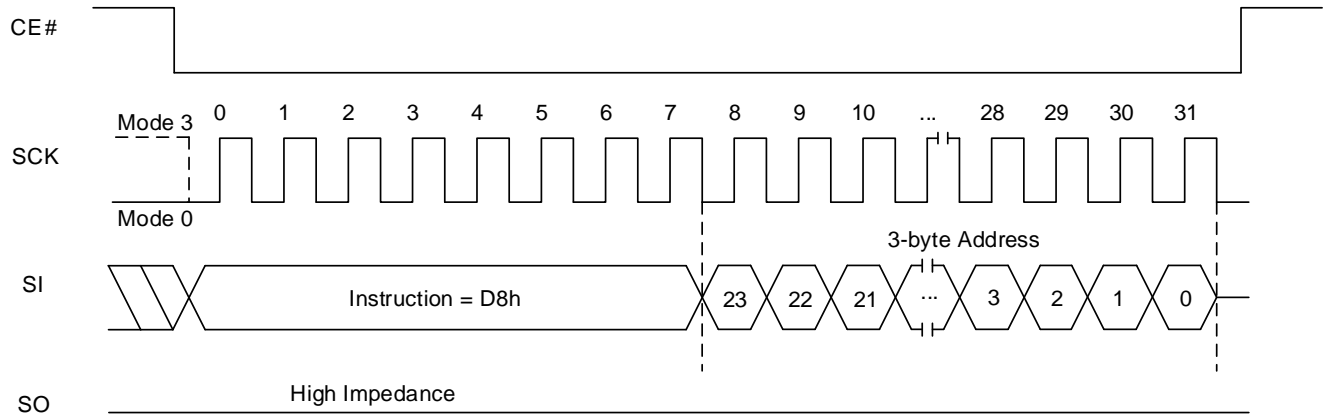 CE#
0 1 2 3 4 5 6 7 8 9 10 ... 28 29 30 31
Mode 3
SCK
Mode 0
3-byte Address
SI
Instruction = D8h 23 22 21 ... 3 2 1 0
High Impedance
SO